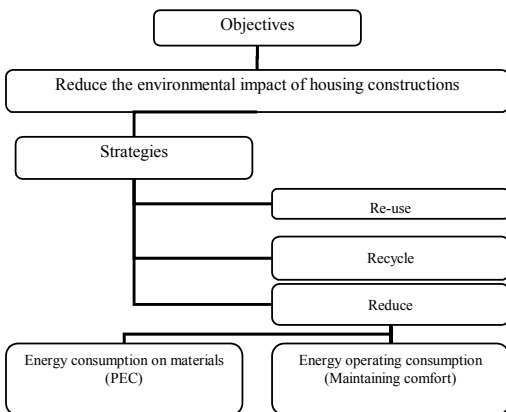 Objectives
Reduce the environmental impact of housing constructions
Strategies
Re-use
Recycle
Reduce
Energy consumption on materials
(PEC)
Energy operating consumption
(Maintaining comfort)